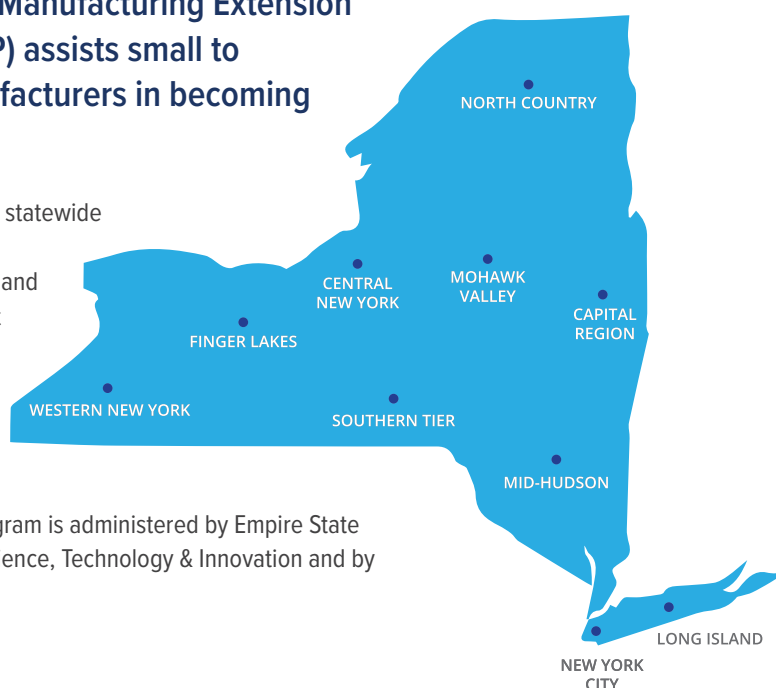 Manufacturing Extension
P) assists small to
facturers in becoming
statewide
and
gram is administered by Empire State
ience, Technology & Innovation and by
NORTH COUNTRY
CENTRAL
NEW YORK
MOHAWK
VALLEY
CAPITAL
REGION
FINGER LAKES
WESTERN NEW YORK
SOUTHERN TIER
MID-HUDSON
LONG ISLAND
NEW YORK
CITY